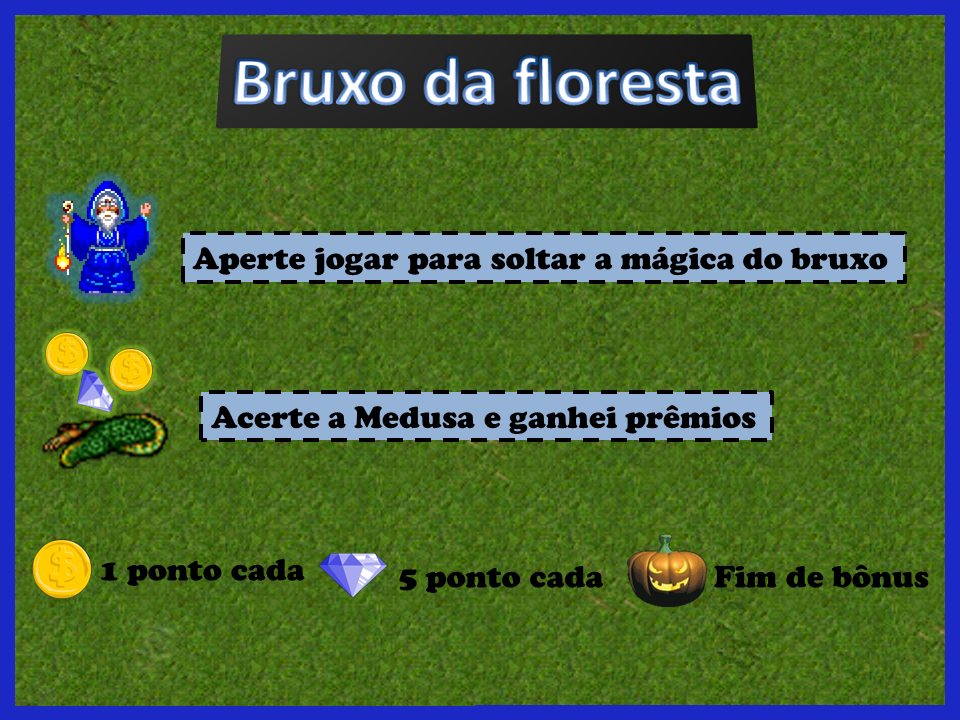 Bruxo da floresta
Aperte jogar para soltar a mágica do bruxo
Acerte a Medusa e ganhei prêmios
1 ponto cada
5 ponto cada
Fim de bônus